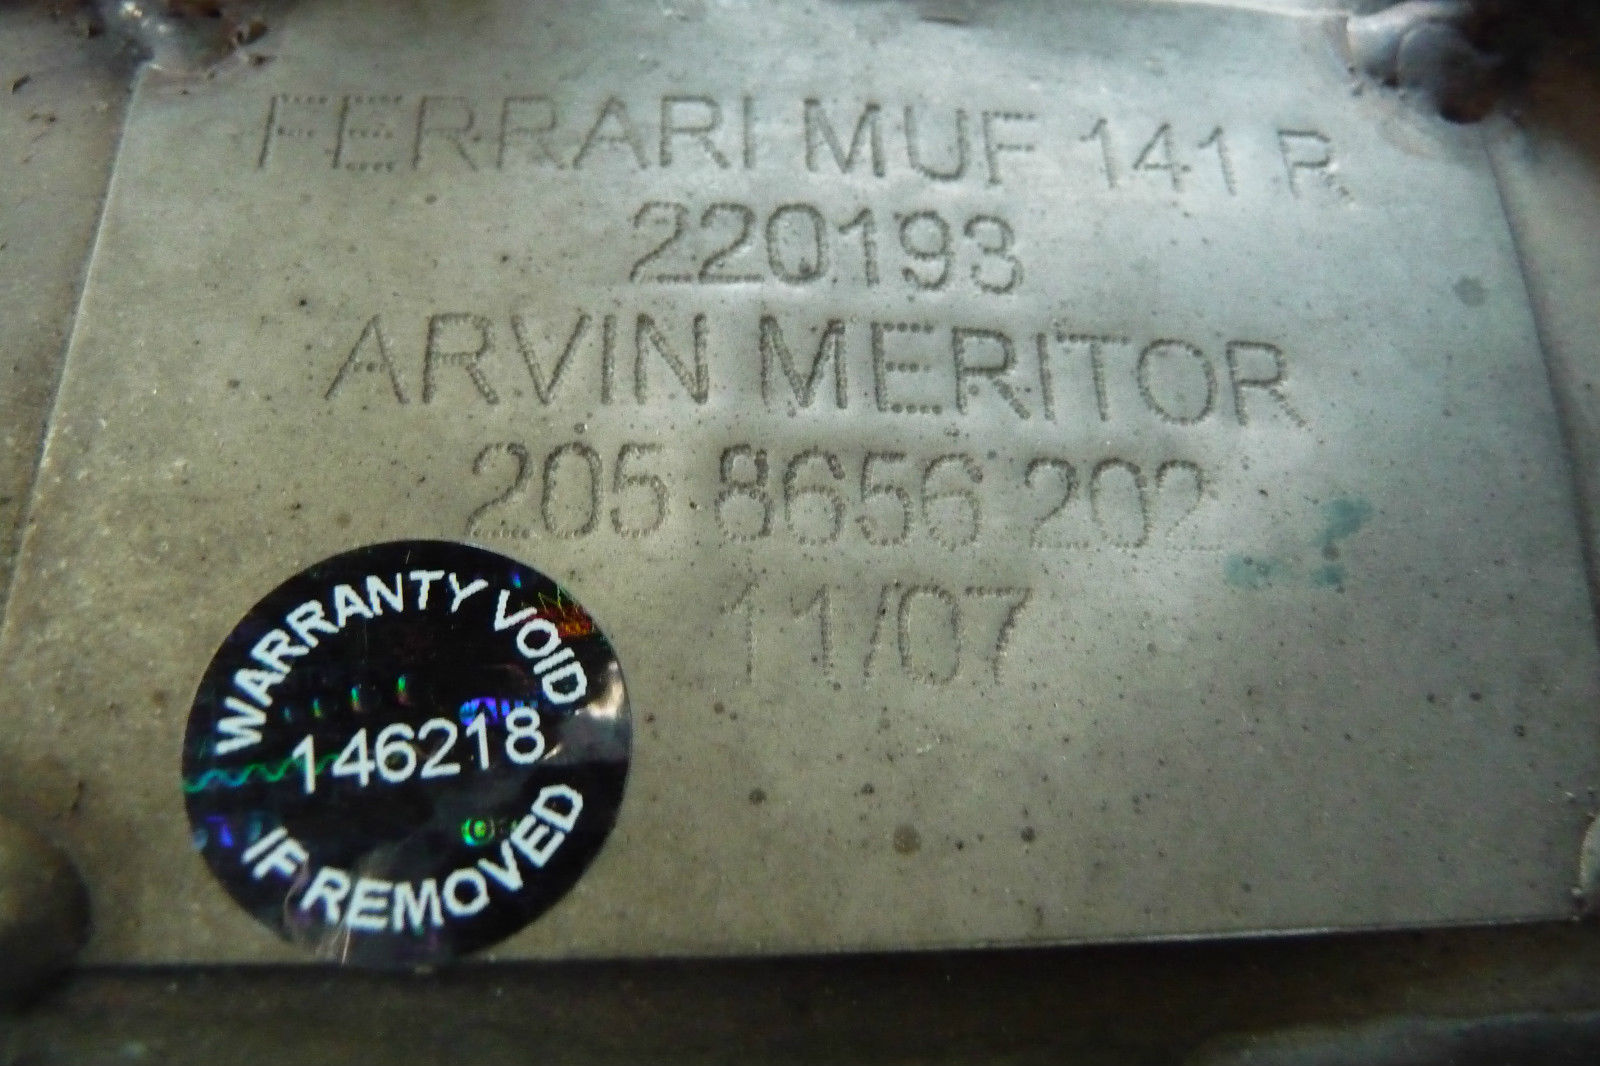 FERRARI MUF 141 R
220193
ARVIN MERITOR
205 8656 202
11/07
WARRANTY VOID
146218
IF REMOVED